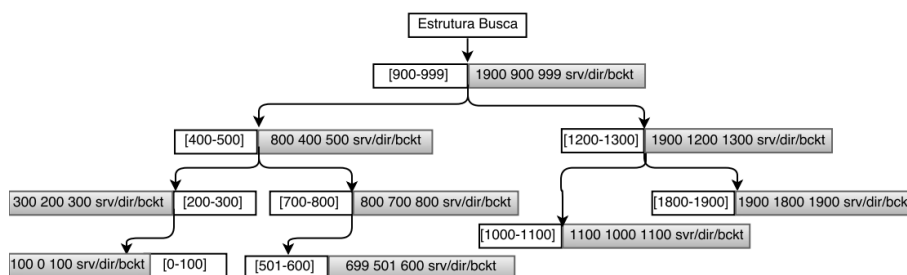 Estrutura Busca
[900-999] 1900 900 999 srv/dir/bckt
[400-500] 800 400 500 srv/dir/bckt
[1200-1300] 1900 1200 1300 srv/dir/bckt
300 200 300 srv/dir/bckt [200-300]
[700-800] 800 700 800 srv/dir/bckt
[1800-1900] 1900 1800 1900 srv/dir/bckt
[1000-1100] 1100 1000 1100 svr/dir/bckt
100 0 100 srv/dir/bckt [0-100]
[501-600] 699 501 600 srv/dir/bckt